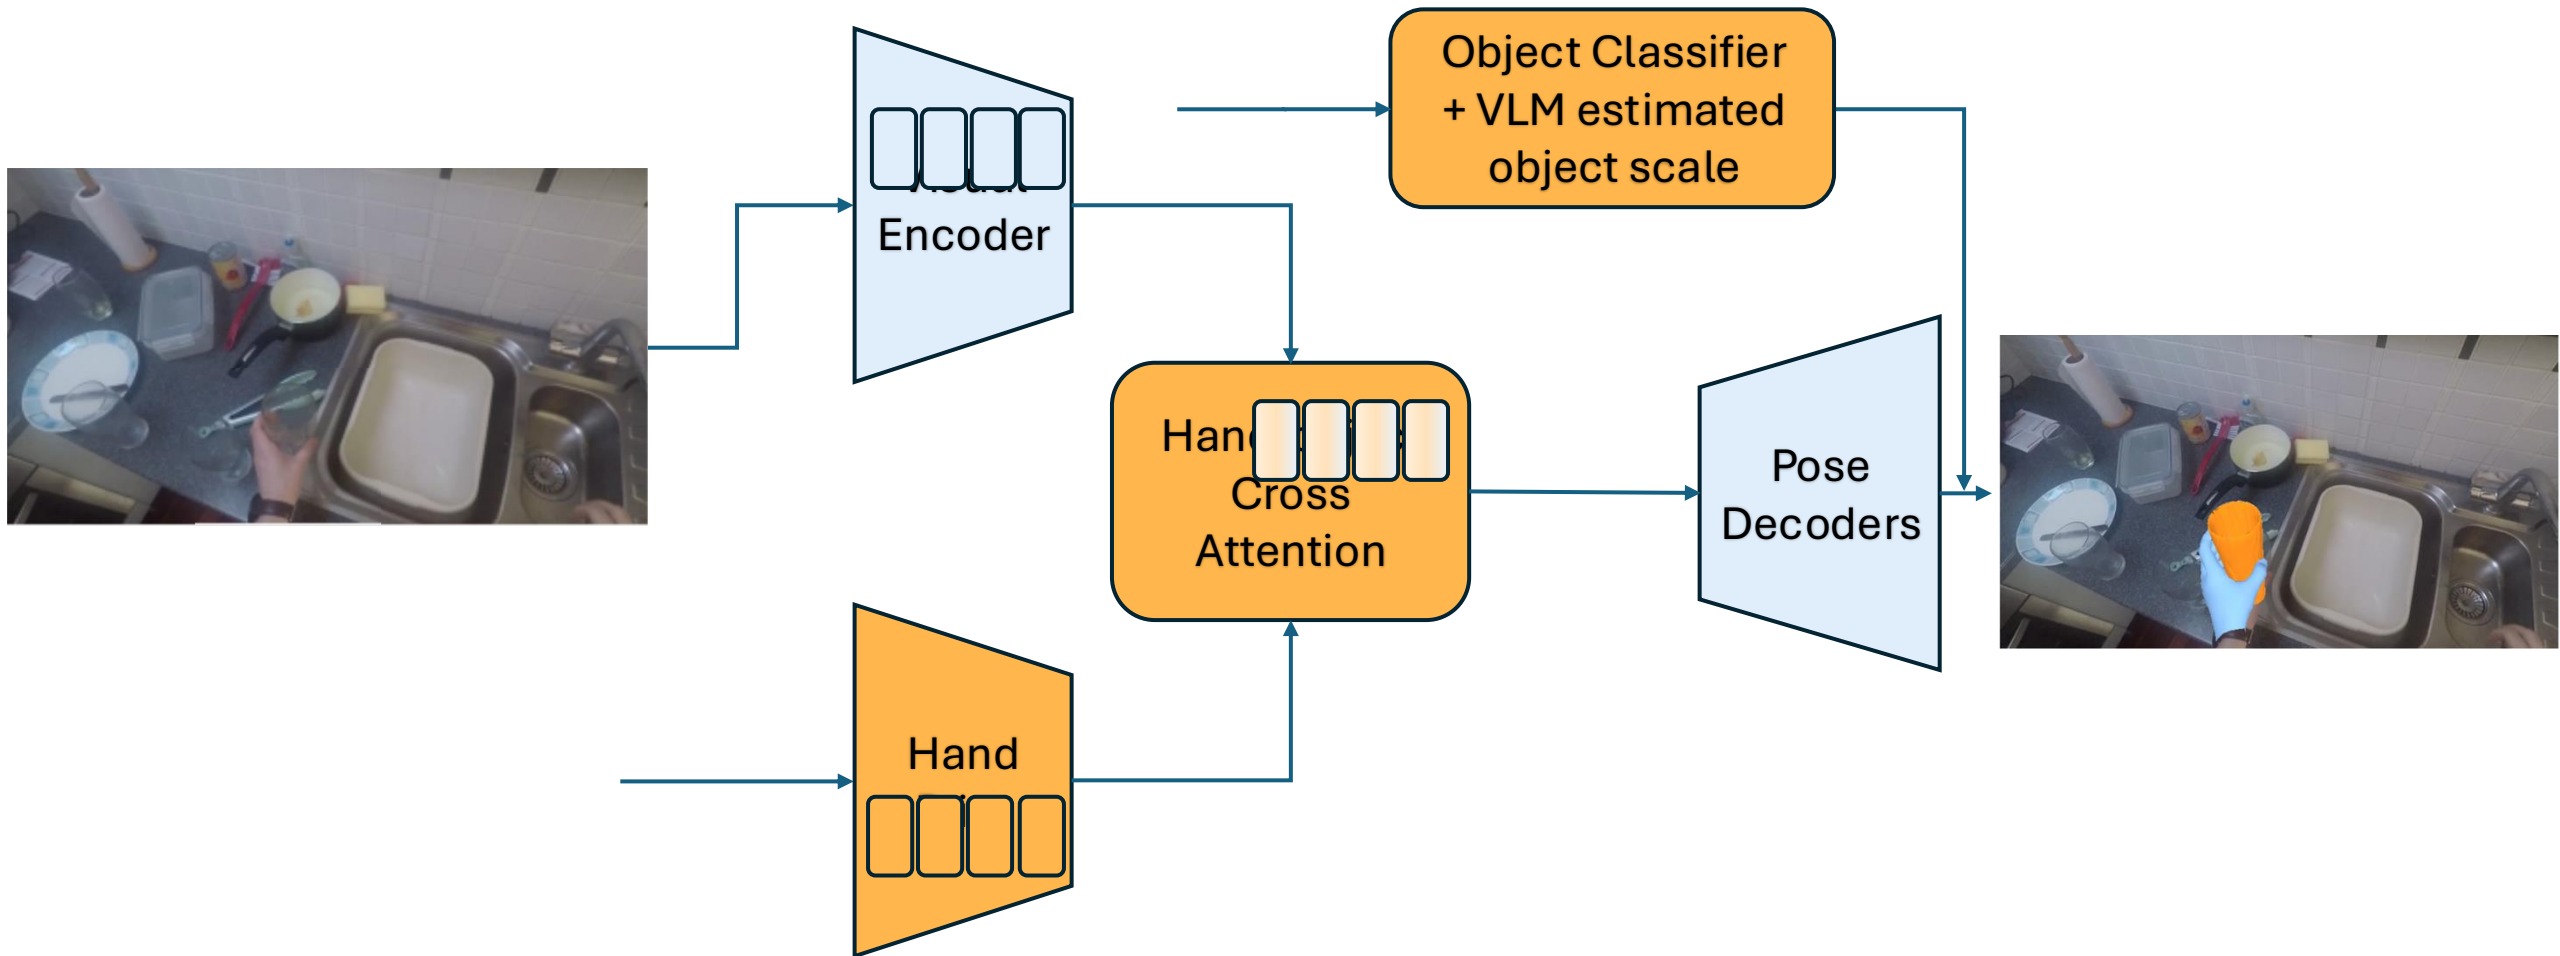 Object Classifier
+ VLM estimated
object scale
Encoder
Cross
Attention
Pose
Decoders
Hand